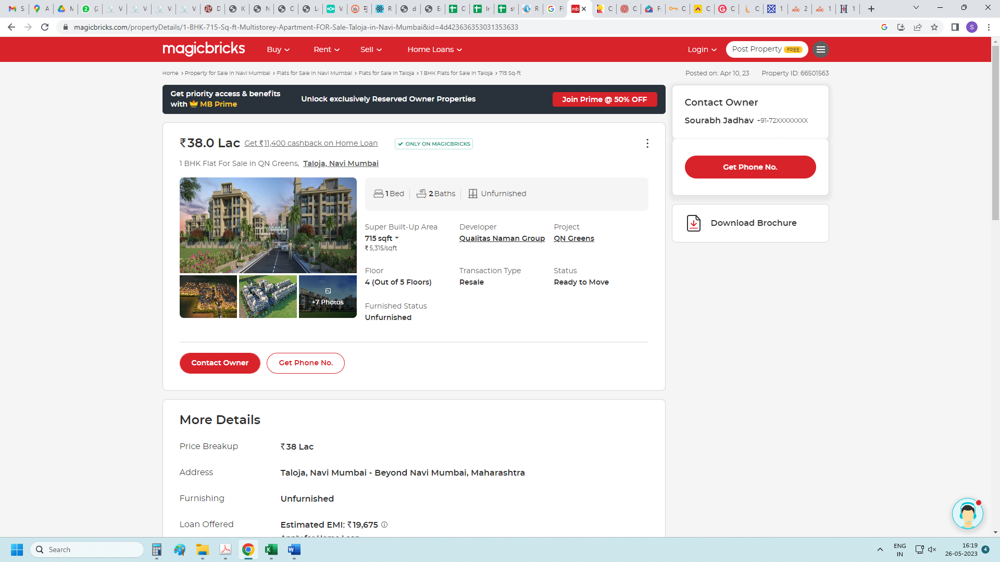 magicbricks.com/propertyDetails/1-BHK-715-Sq-ft-Multistorey-Apartment-FOR-Sale-Taloja-in-Navi-Mumbai&id=4d423636353031353633
magicbricks Buy Rent Sell Home Loans Login Post Property FREE
Home > Property for Sale in Navi Mumbai > Flats for Sale in Navi Mumbai > Flats for Sale in Taloja > 1 BHK Flats for Sale in Taloja > 715 Sq-ft Posted on: Apr 10, 23 Property ID: 66501563
Get priority access & benefits
with MB Prime
Unlock exclusively Reserved Owner Properties
Join Prime @ 50% OFF
Contact Owner
Sourabh Jadhav +91-72XXXXXXXX
Get Phone No.
Download Brochure
₹38.0 Lac Get ₹11,400 cashback on Home Loan ONLY ON MAGICBRICKS
1 BHK Flat For Sale in QN Greens, Taloja, Navi Mumbai
magicbricks
+7 Photos
1 Bed 2 Baths Unfurnished
Super Built-Up Area Developer Project
715 sqft Qualitas Naman Group QN Greens
₹5,315/sqft
Floor Transaction Type Status
4 (Out of 5 Floors) Resale Ready to Move
Furnished Status
Unfurnished
Contact Owner Get Phone No.
More Details
Price Breakup ₹38 Lac
Address Taloja, Navi Mumbai - Beyond Navi Mumbai, Maharashtra
Furnishing Unfurnished
Loan Offered Estimated EMI: ₹19,675
Apply for Home Loan
Search
ENG
IN
16:19
26-05-2023
4